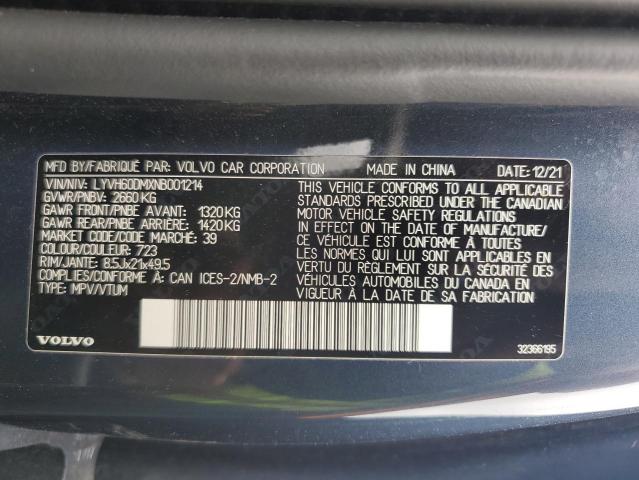 MFD BY/FABRIQUÉ PAR: VOLVO CAR CORPORATION MADE IN CHINA DATE: 12/21
VIN/NIV: LYVH60DMXNB001214
GVWR/PNBV: 2660 KG
GAWR FRONT/PNBE AVANT: 1320 KG
GAWR REAR/PNBE ARRIÈRE: 1420 KG
MARKET CODE/CODE MARCHÉ: 39
COLOUR/COULEUR: 723
RIM/JANTE: 8.5Jx21x49.5
COMPLIES/CONFORME À: CAN ICES-2/NMB-2
TYPE: MPV/VTUM
THIS VEHICLE CONFORMS TO ALL APPLICABLE
STANDARDS PRESCRIBED UNDER THE CANADIAN
MOTOR VEHICLE SAFETY REGULATIONS
IN EFFECT ON THE DATE OF MANUFACTURE/
CE VÉHICULE EST CONFORME À TOUTES
LES NORMES QUI LUI SONT APPLICABLES EN
VERTU DU RÈGLEMENT SUR LA SÉCURITÉ DES
VÉHICULES AUTOMOBILES DU CANADA EN
VIGUEUR À LA DATE DE SA FABRICATION
VOLVO
32366195